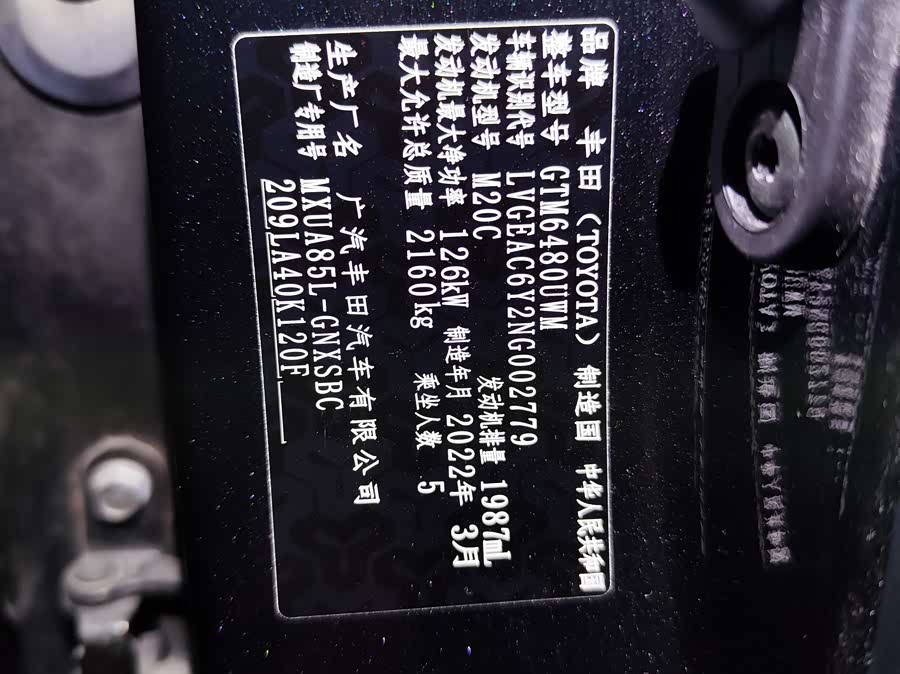 品牌 丰田（TOYOTA） 制造国 中华人民共和国
整车型号 GTM6480UWM
车辆识别代号 LVGEAC6Y2NG002779
发动机型号 M20C 发动机排量 1987mL
发动机最大净功率 126kW 制造年月 2022年 3月
最大允许总质量 2160kg 乘坐人数 5
生产厂名 广汽丰田汽车有限公司
制造厂专用号 MXUA85L-GNXSBC
209LA40K120F